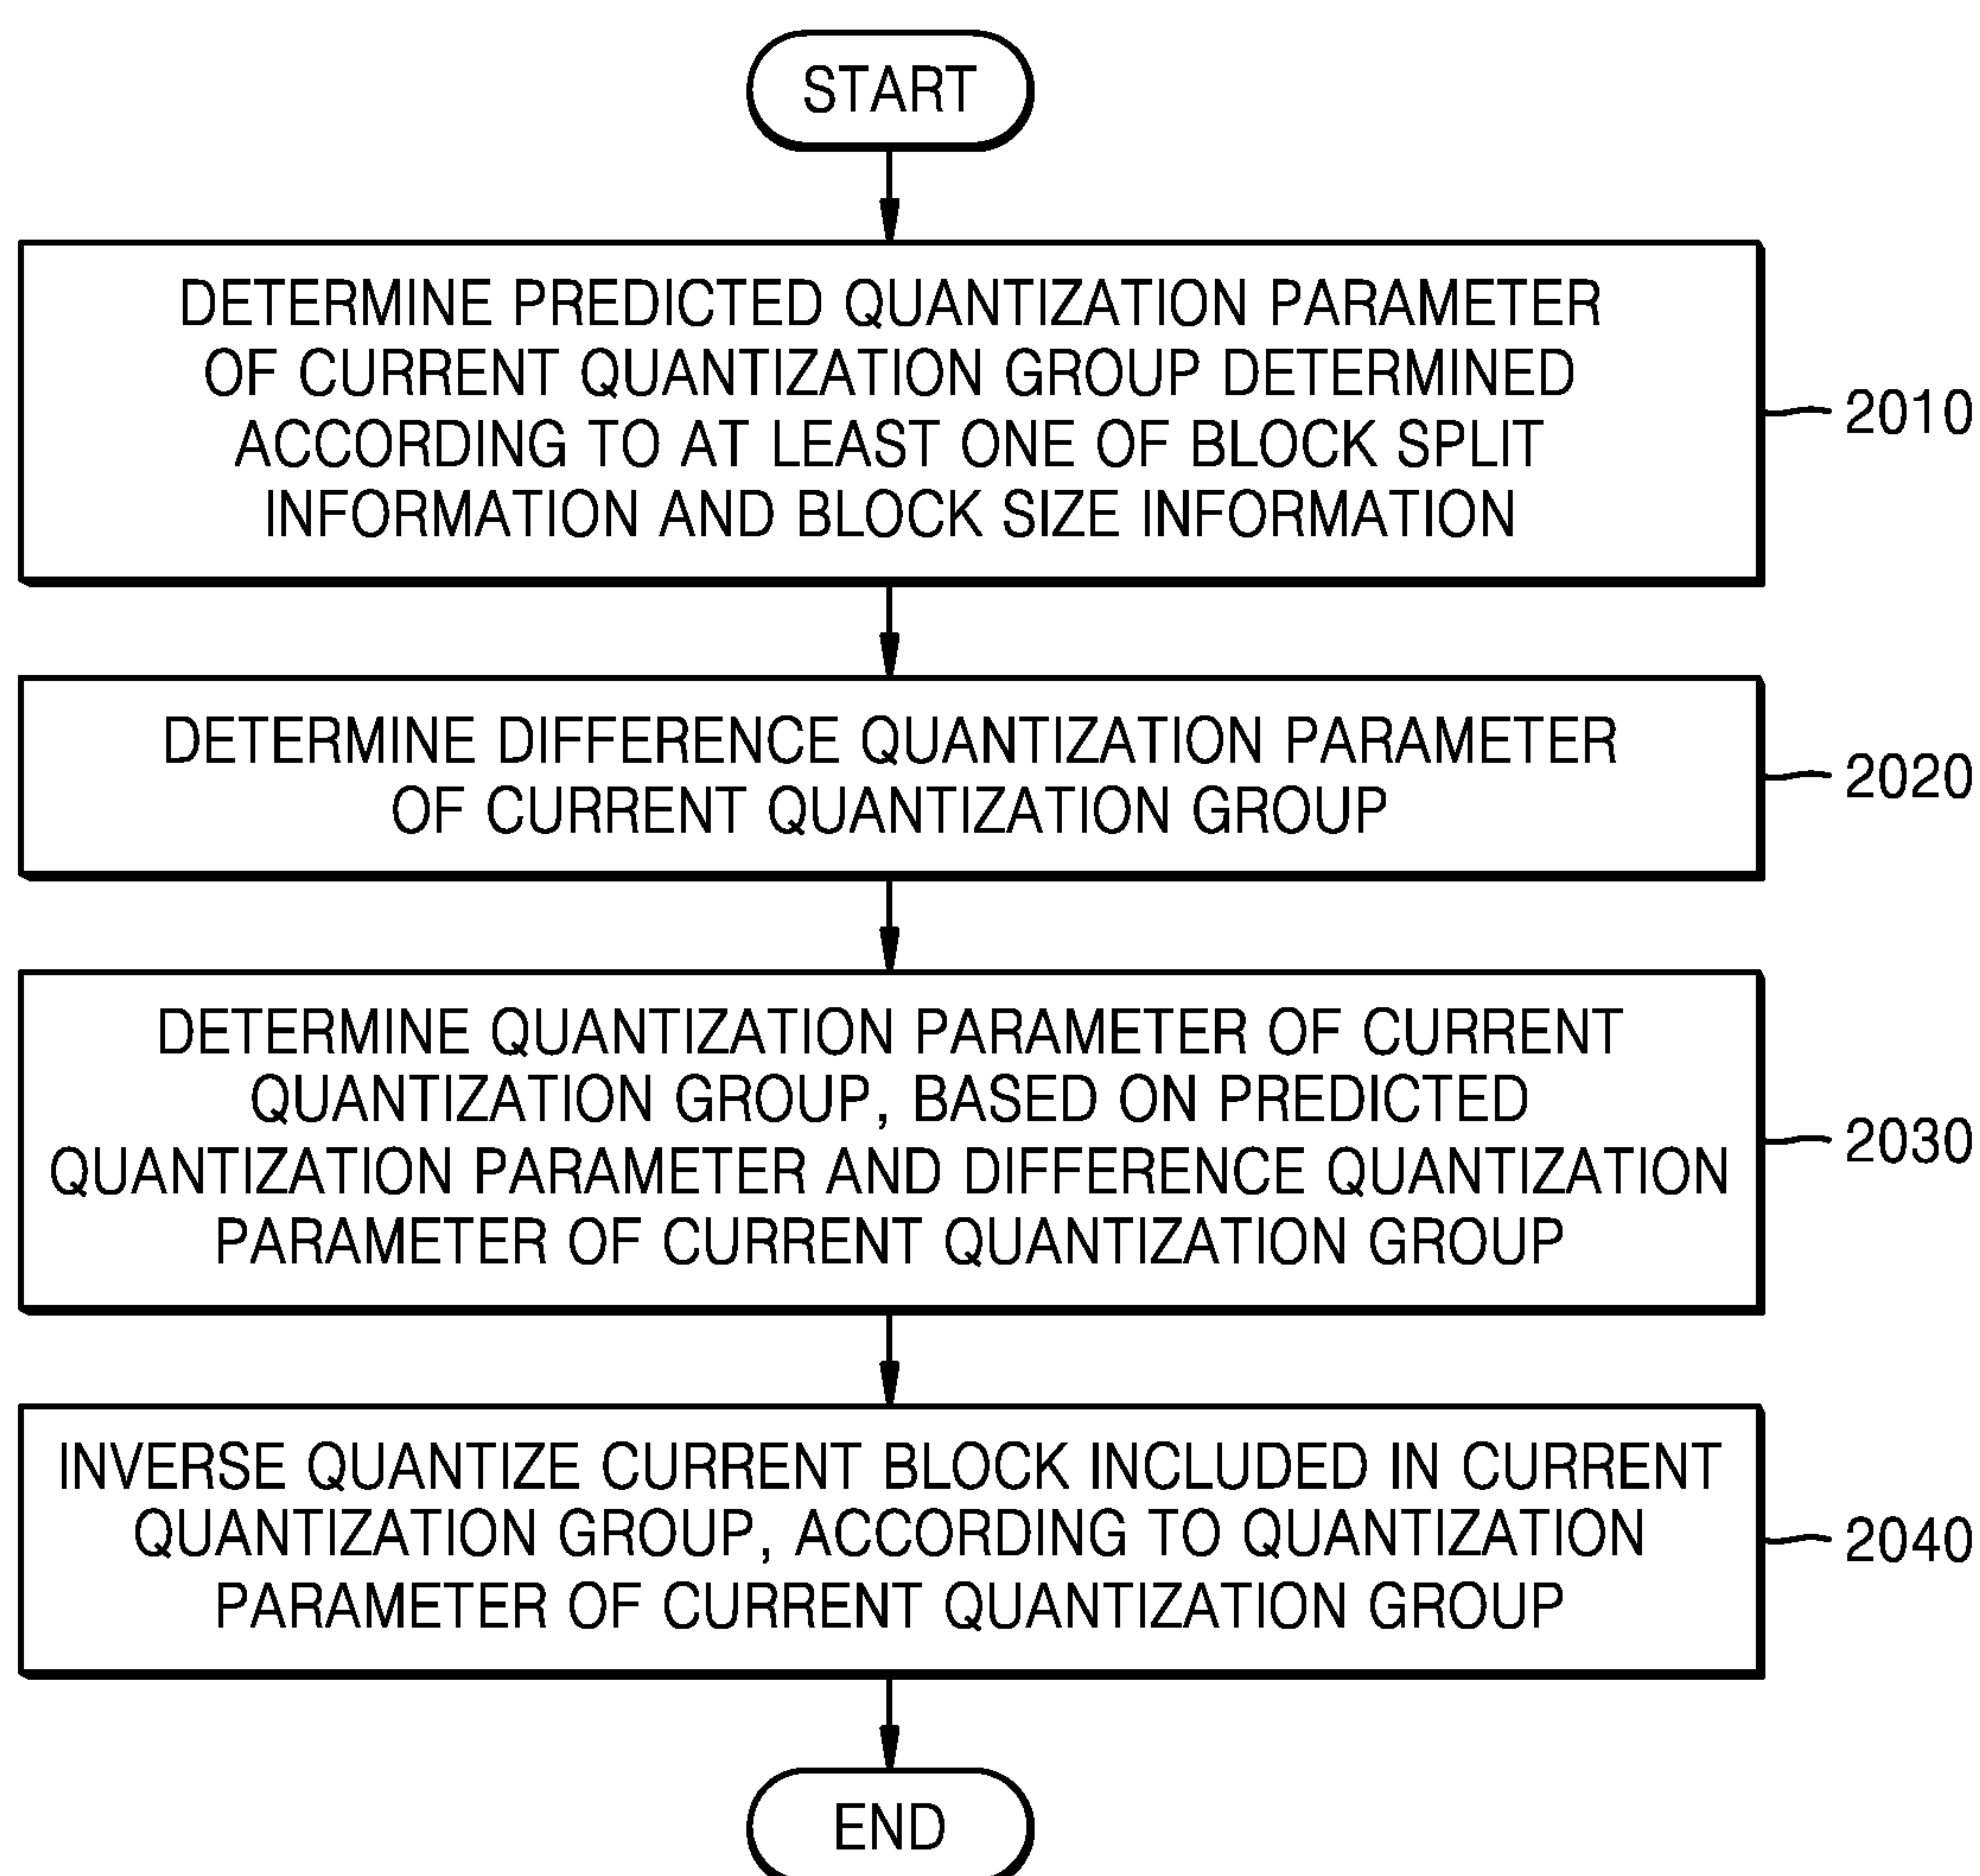 START
DETERMINE PREDICTED QUANTIZATION PARAMETER
OF CURRENT QUANTIZATION GROUP DETERMINED
ACCORDING TO AT LEAST ONE OF BLOCK SPLIT
INFORMATION AND BLOCK SIZE INFORMATION
2010
DETERMINE DIFFERENCE QUANTIZATION PARAMETER
OF CURRENT QUANTIZATION GROUP
2020
DETERMINE QUANTIZATION PARAMETER OF CURRENT
QUANTIZATION GROUP, BASED ON PREDICTED
QUANTIZATION PARAMETER AND DIFFERENCE QUANTIZATION
PARAMETER OF CURRENT QUANTIZATION GROUP
2030
INVERSE QUANTIZE CURRENT BLOCK INCLUDED IN CURRENT
QUANTIZATION GROUP, ACCORDING TO QUANTIZATION
PARAMETER OF CURRENT QUANTIZATION GROUP
2040
END